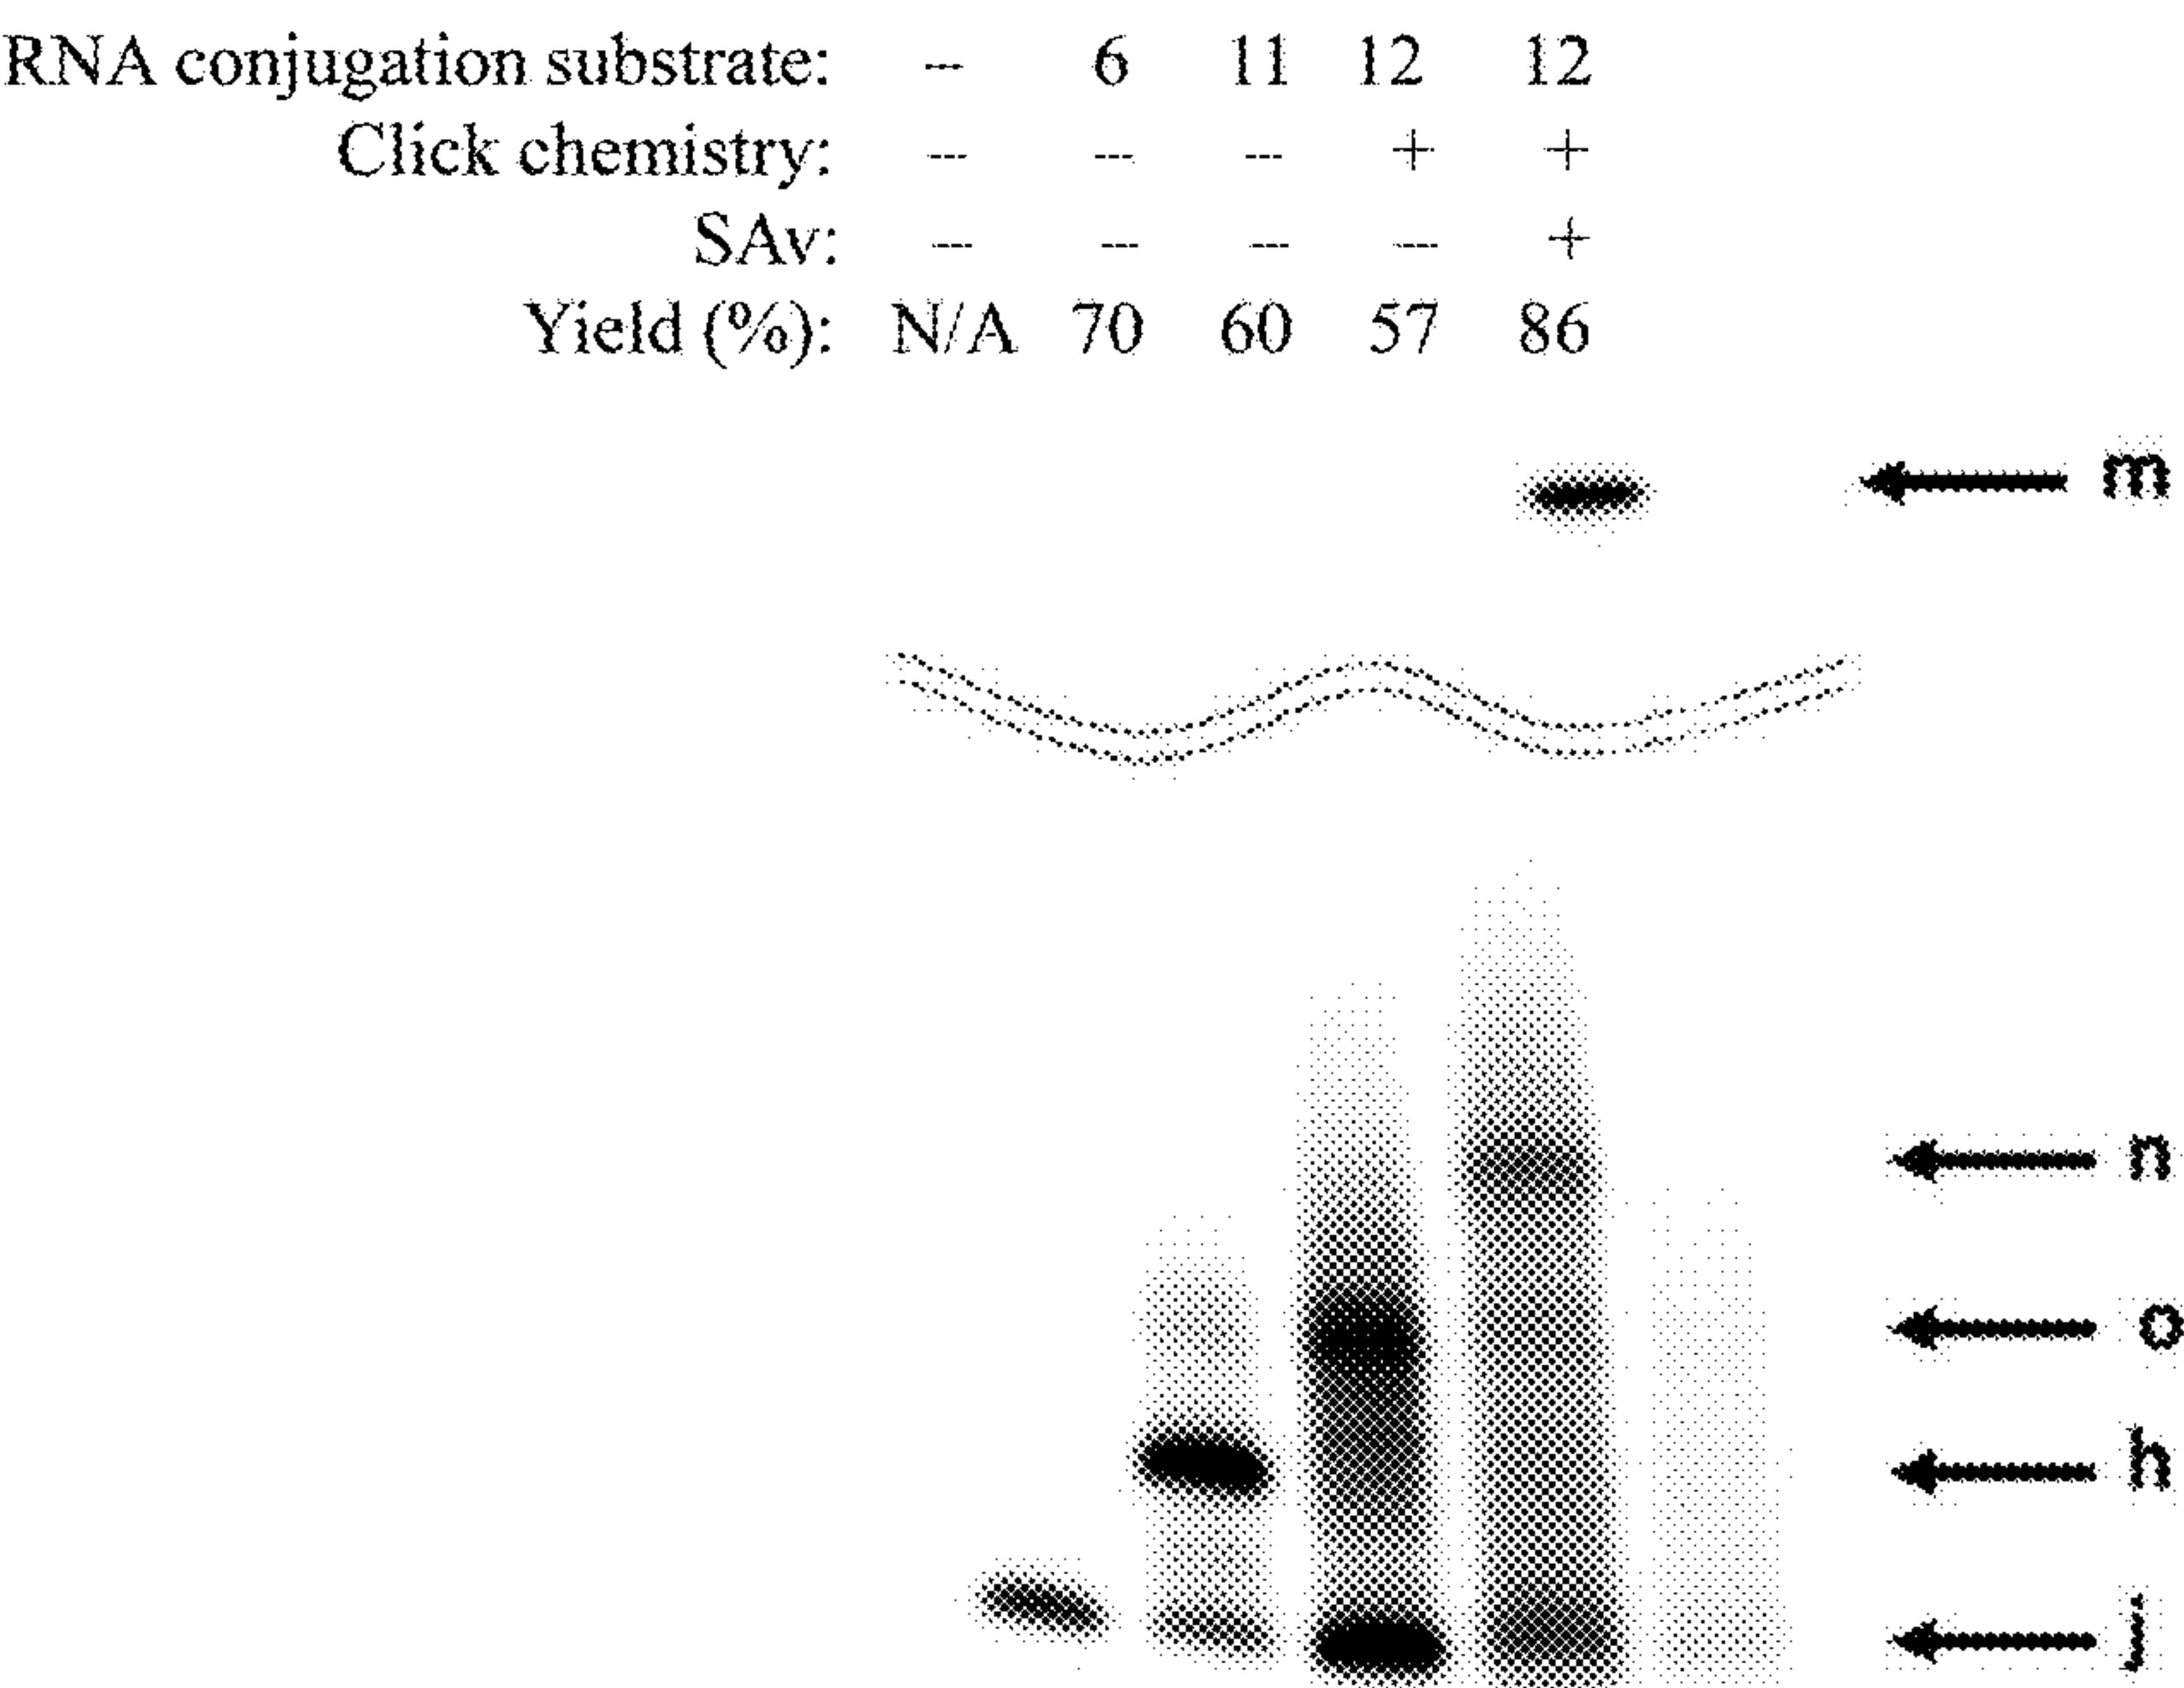 RNA conjugation substrate: -- 6 11 12 12
Click chemistry: --- --- --- + +
SAv: --- --- --- --- +
Yield (%): N/A 70 60 57 86
m
n
o
h
j